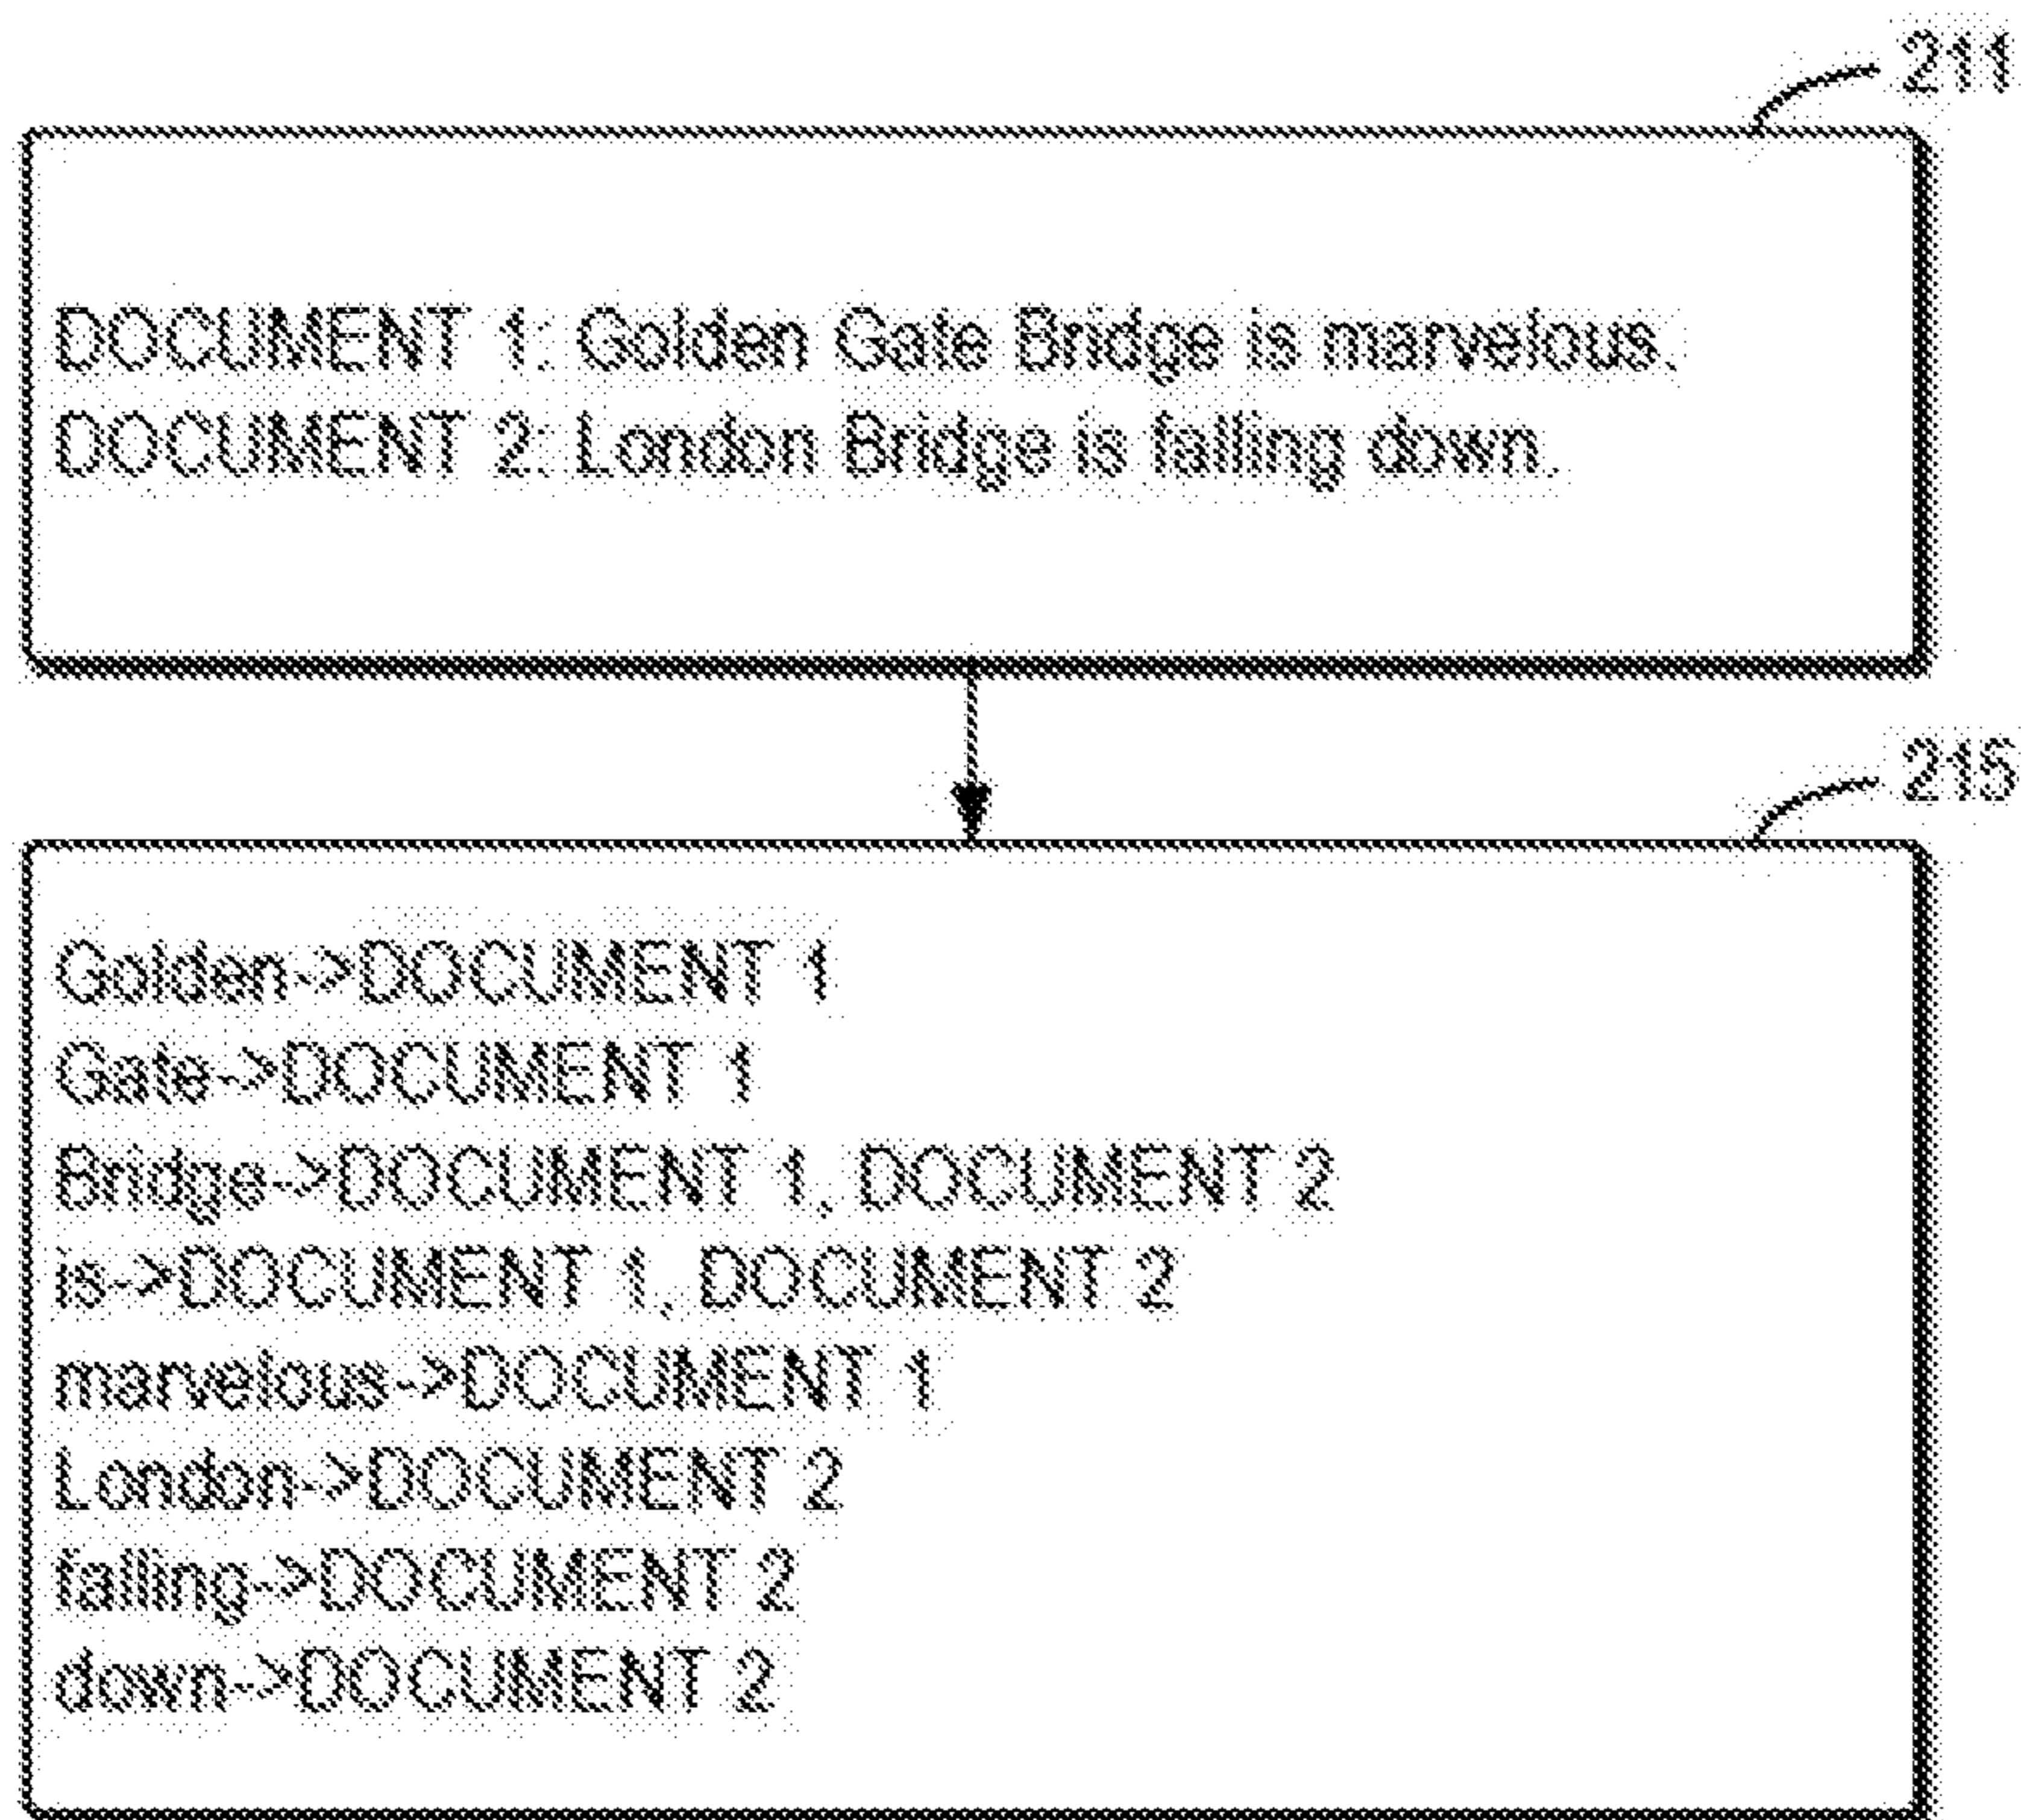 211
DOCUMENT 1: Golden Gate Bridge is marvelous.
DOCUMENT 2: London Bridge is falling down.
215
Golden->DOCUMENT 1
Gate->DOCUMENT 1
Bridge->DOCUMENT 1, DOCUMENT 2
is->DOCUMENT 1, DOCUMENT 2
marvelous->DOCUMENT 1
London->DOCUMENT 2
falling->DOCUMENT 2
down->DOCUMENT 2